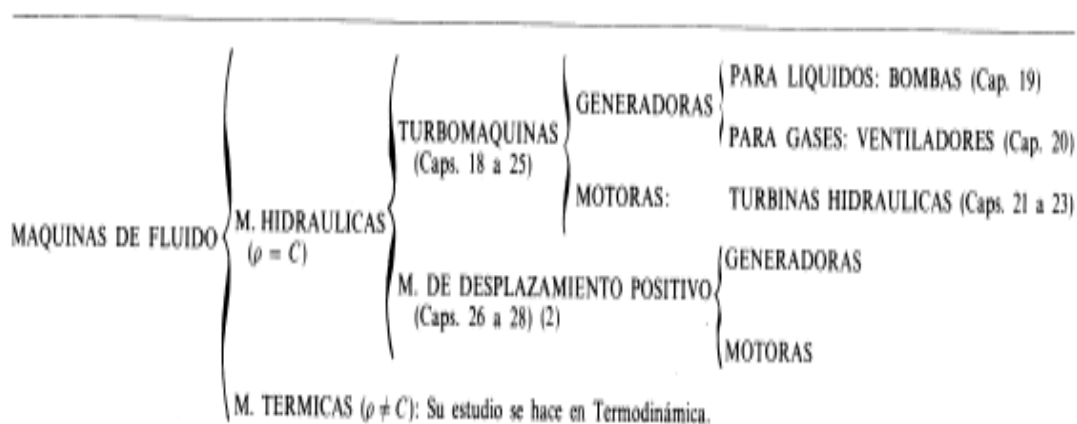 MAQUINAS DE FLUIDO
M. HIDRAULICAS
(ρ = C)
TURBOMAQUINAS
(Caps. 18 a 25)
GENERADORAS
PARA LIQUIDOS: BOMBAS (Cap. 19)
PARA GASES: VENTILADORES (Cap. 20)
MOTORAS:
TURBINAS HIDRAULICAS (Caps. 21 a 23)
M. DE DESPLAZAMIENTO POSITIVO
(Caps. 26 a 28) (2)
GENERADORAS
MOTORAS
M. TERMICAS (ρ ≠ C): Su estudio se hace en Termodinámica.